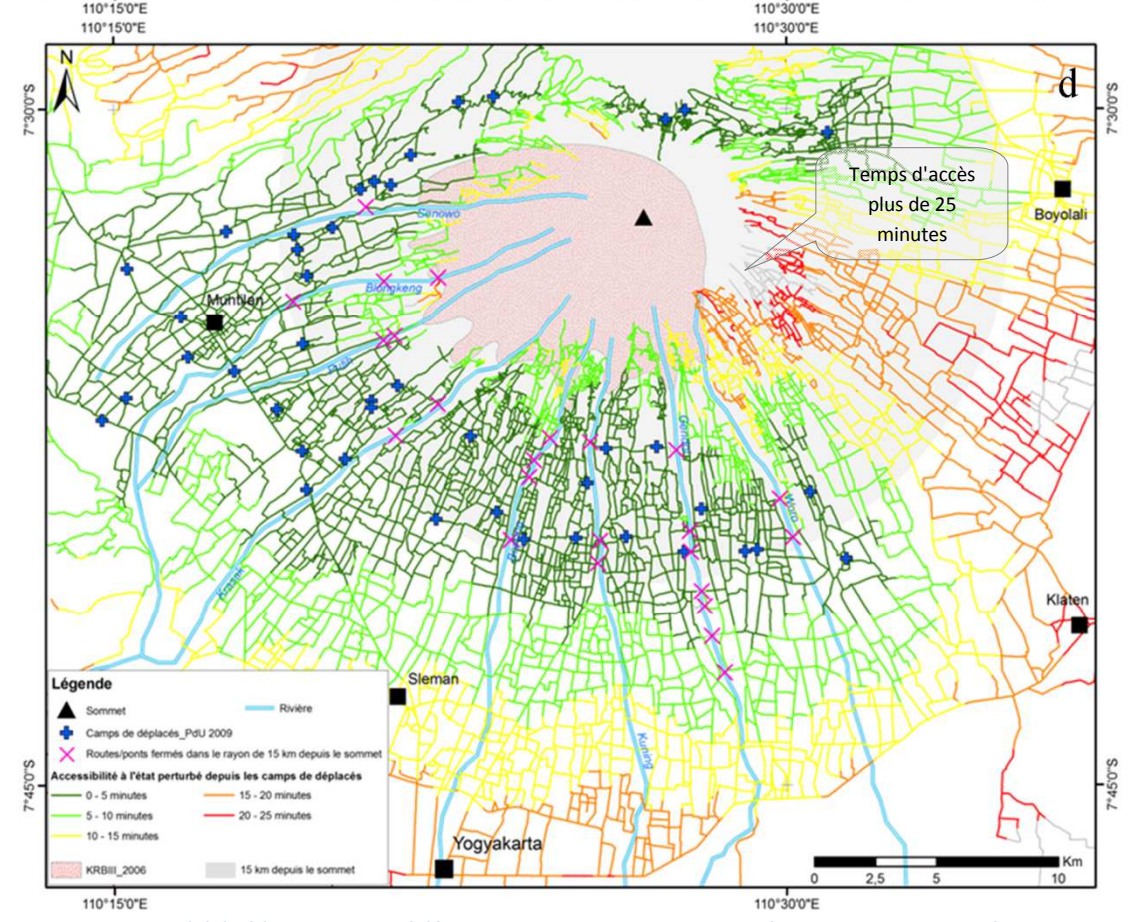 110°15'0"E
110°30'0"E
110°15'0"E
110°30'0"E
N
d
7°30'0"S
7°30'0"S
Temps d'accès
plus de 25
minutes
Boyolali
Senowo
Blongkeng
Muntilan
Putih
Gendol
Woro
Krasak
Klaten
Sleman
Kuning
Légende
Sommet
Rivière
Camps de déplacés_PdU 2009
Routes/ponts fermés dans le rayon de 15 km depuis le sommet
Accessibilité à l'état perturbé depuis les camps de déplacés
0 - 5 minutes
15 - 20 minutes
5 - 10 minutes
20 - 25 minutes
10 - 15 minutes
KRBIII_2006
15 km depuis le sommet
7°45'0"S
7°45'0"S
Yogyakarta
Km
0
2,5
5
10
110°15'0"E
110°30'0"E